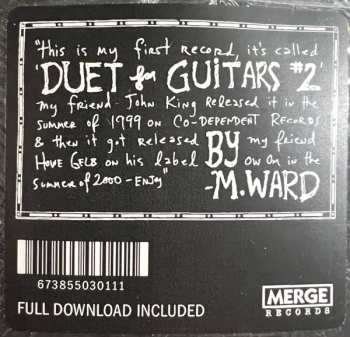 "this is my first record, it's called
'DUET for GUITARS #2'
my friend John King released it in the
summer of 1999 on Co-Dependent Records
& then it got released BY my friend
Howe Gelb on his label OW OM in the
summer of 2000 - ENJOY"
-M.WARD
673855030111
FULL DOWNLOAD INCLUDED
MERGE
RECORDS